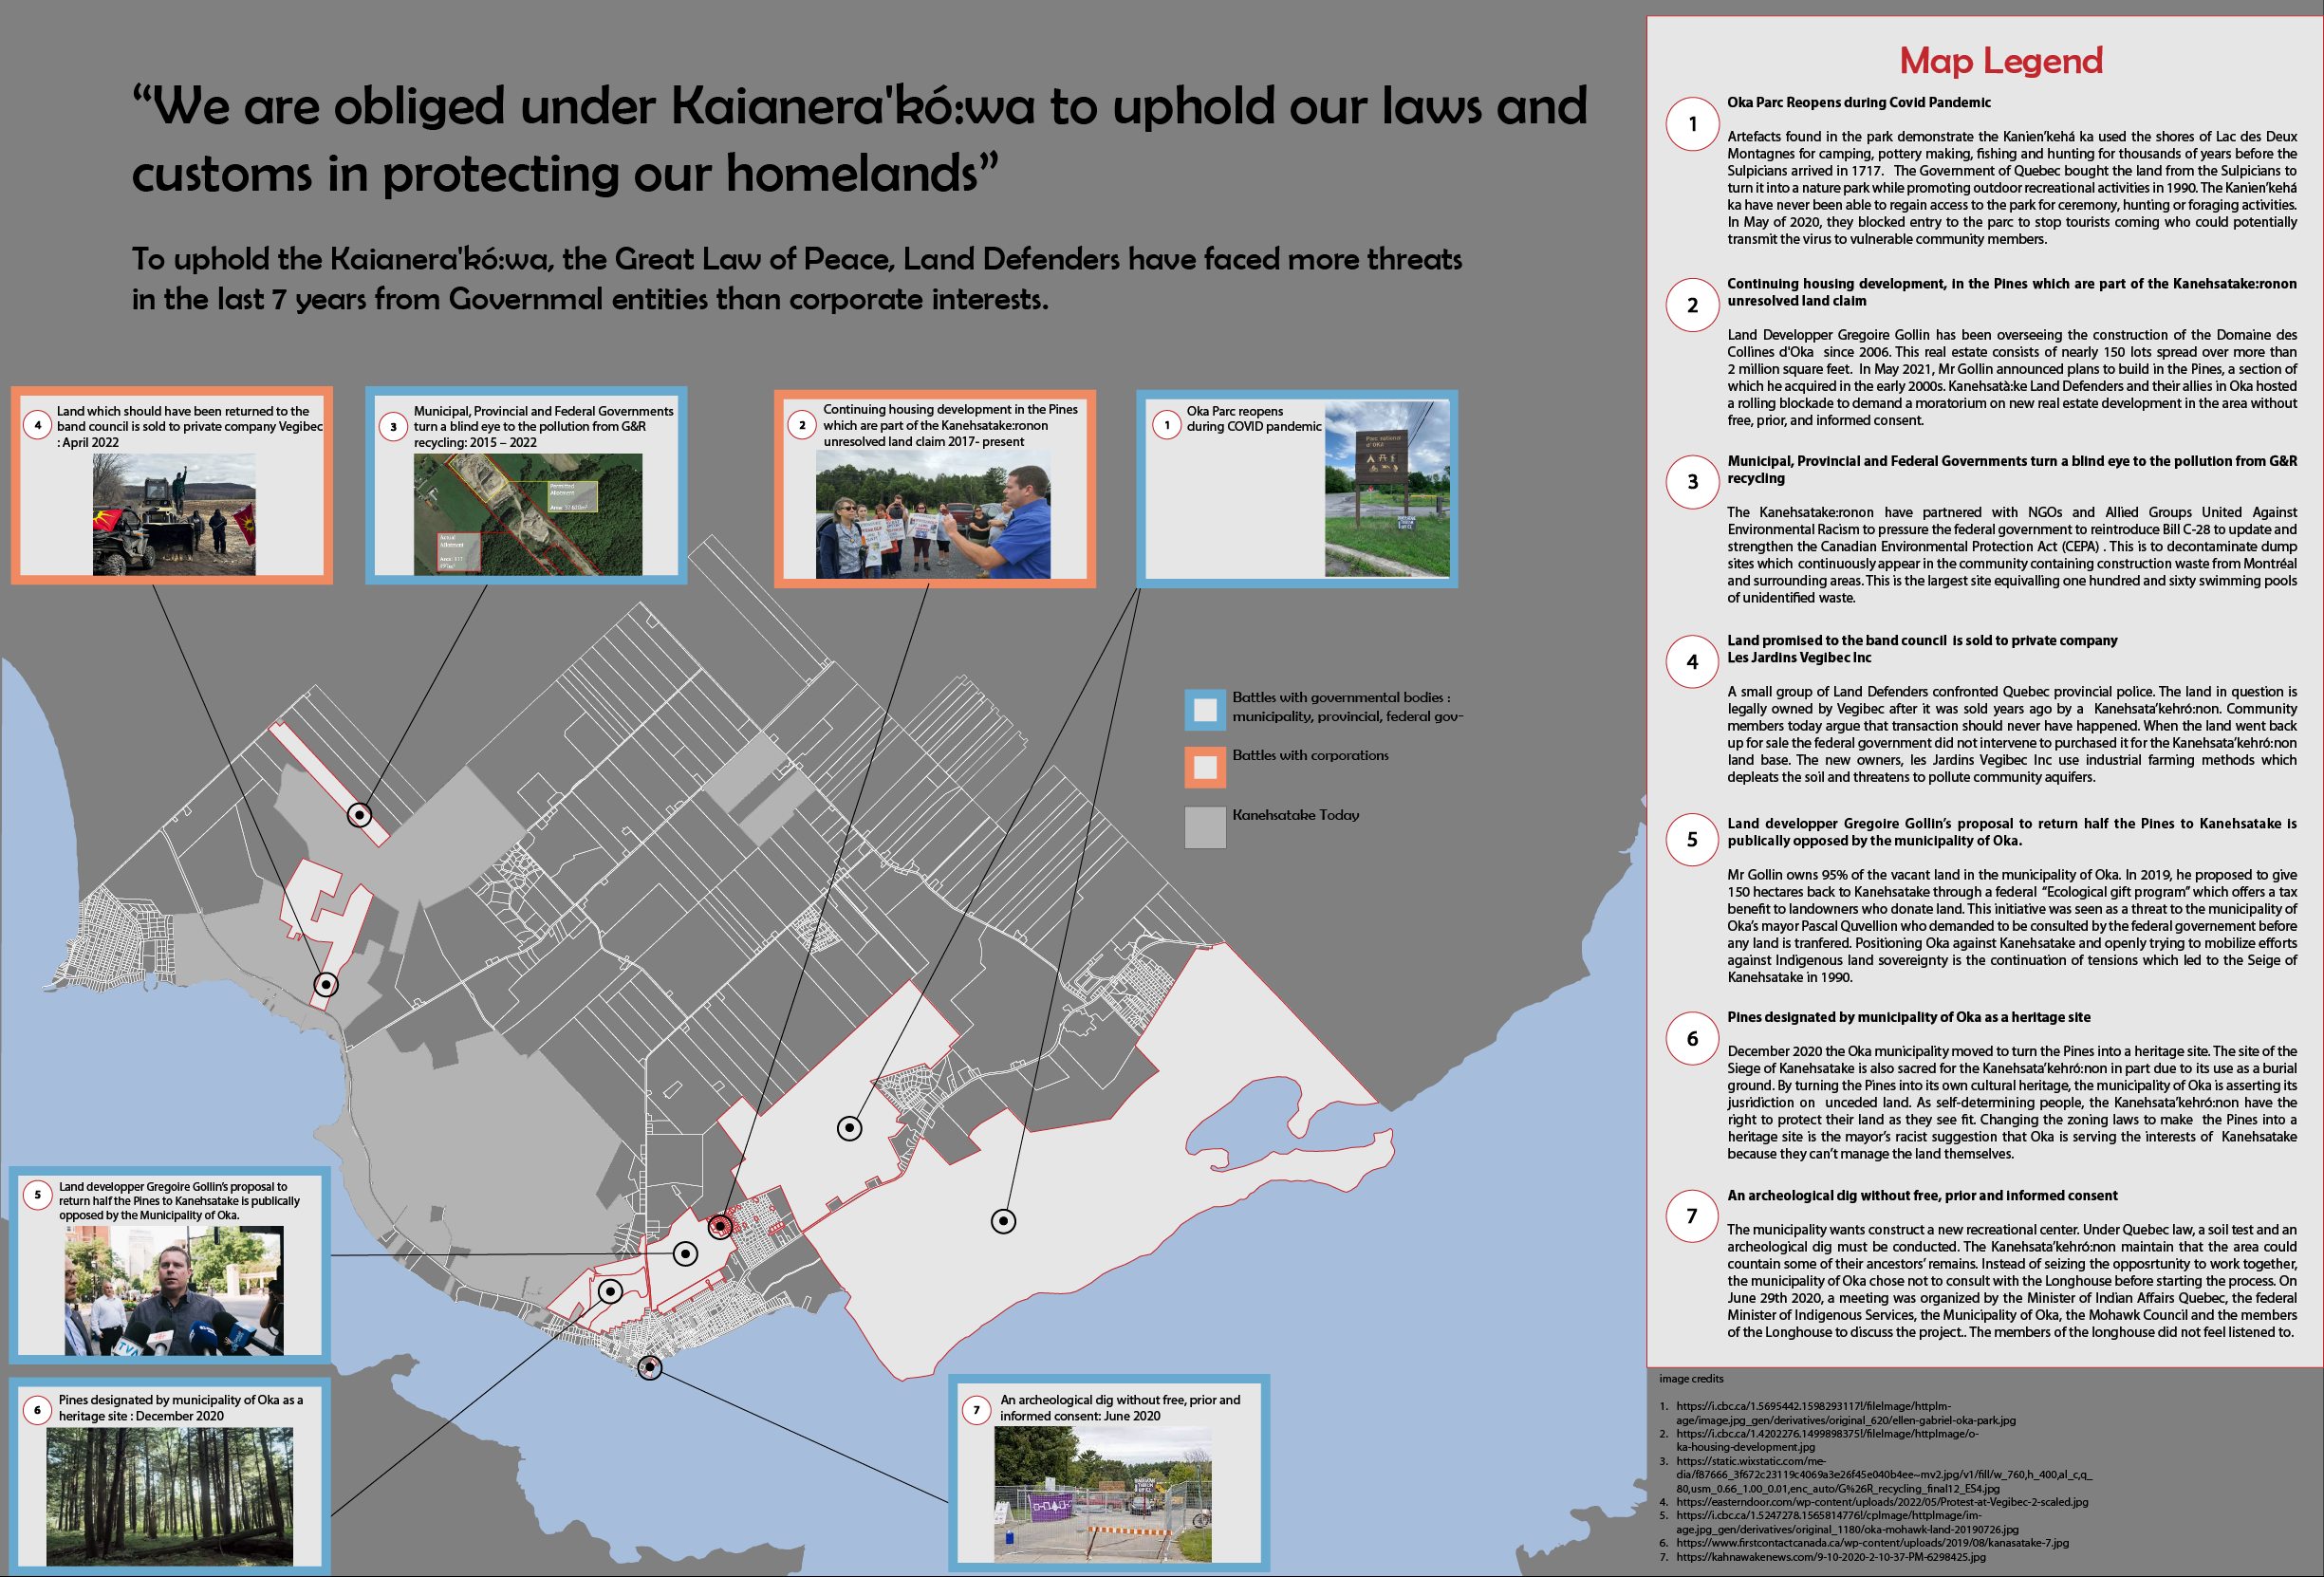 “We are obliged under Kaianera'kó:wa to uphold our laws and
customs in protecting our homelands”
To uphold the Kaianera'kó:wa, the Great Law of Peace, Land Defenders have faced more threats
in the last 7 years from Governmal entities than corporate interests.
4
Land which should have been returned to the
band council is sold to private company Vegibec
: April 2022
3
Municipal, Provincial and Federal Governments
turn a blind eye to the pollution from G&R
recycling: 2015 – 2022
Permitted
Allotment
Actual
Allotment
2
Continuing housing development in the Pines
which are part of the Kanehsatake:ronon
unresolved land claim 2017- present
1
Oka Parc reopens
during COVID pandemic
Parc national
d'OKA
Battles with governmental bodies :
municipality, provincial, federal gov-
Battles with corporations
Kanehsatake Today
5
Land developper Gregoire Gollin’s proposal to
return half the Pines to Kanehsatake is publically
opposed by the Municipality of Oka.
TVA
6
Pines designated by municipality of Oka as a
heritage site : December 2020
7
An archeological dig without free, prior and
informed consent: June 2020
Map Legend
1
Oka Parc Reopens during Covid Pandemic
Artefacts found in the park demonstrate the Kanien’kehá ka used the shores of Lac des Deux
Montagnes for camping, pottery making, fishing and hunting for thousands of years before the
Sulpicians arrived in 1717. The Government of Quebec bought the land from the Sulpicians to
turn it into a nature park while promoting outdoor recreational activities in 1990. The Kanien’kehá
ka have never been able to regain access to the park for ceremony, hunting or foraging activities.
In May of 2020, they blocked entry to the parc to stop tourists coming who could potentially
transmit the virus to vulnerable community members.
2
Continuing housing development, in the Pines which are part of the Kanehsatake:ronon
unresolved land claim
Land Developper Gregoire Gollin has been overseeing the construction of the Domaine des
Collines d'Oka since 2006. This real estate consists of nearly 150 lots spread over more than
2 million square feet. In May 2021, Mr Gollin announced plans to build in the Pines, a section of
which he acquired in the early 2000s. Kanehsatà:ke Land Defenders and their allies in Oka hosted
a rolling blockade to demand a moratorium on new real estate development in the area without
free, prior, and informed consent.
3
Municipal, Provincial and Federal Governments turn a blind eye to the pollution from G&R
recycling
The Kanehsatake:ronon have partnered with NGOs and Allied Groups United Against
Environmental Racism to pressure the federal government to reintroduce Bill C-28 to update and
strengthen the Canadian Environmental Protection Act (CEPA) . This is to decontaminate dump
sites which continuously appear in the community containing construction waste from Montréal
and surrounding areas. This is the largest site equivalling one hundred and sixty swimming pools
of unidentified waste.
4
Land promised to the band council is sold to private company
Les Jardins Vegibec Inc
A small group of Land Defenders confronted Quebec provincial police. The land in question is
legally owned by Vegibec after it was sold years ago by a Kanehsata’kehró:non. Community
members today argue that transaction should never have happened. When the land went back
up for sale the federal government did not intervene to purchased it for the Kanehsata’kehró:non
land base. The new owners, les Jardins Vegibec Inc use industrial farming methods which
depleats the soil and threatens to pollute community aquifers.
5
Land developper Gregoire Gollin’s proposal to return half the Pines to Kanehsatake is
publically opposed by the municipality of Oka.
Mr Gollin owns 95% of the vacant land in the municipality of Oka. In 2019, he proposed to give
150 hectares back to Kanehsatake through a federal “Ecological gift program” which offers a tax
benefit to landowners who donate land. This initiative was seen as a threat to the municipality of
Oka’s mayor Pascal Quvellion who demanded to be consulted by the federal governement before
any land is tranfered. Positioning Oka against Kanehsatake and openly trying to mobilize efforts
against Indigenous land sovereignty is the continuation of tensions which led to the Seige of
Kanehsatake in 1990.
6
Pines designated by municipality of Oka as a heritage site
December 2020 the Oka municipality moved to turn the Pines into a heritage site. The site of the
Siege of Kanehsatake is also sacred for the Kanehsata’kehró:non in part due to its use as a burial
ground. By turning the Pines into its own cultural heritage, the municipality of Oka is asserting its
jusridiction on unceded land. As self-determining people, the Kanehsata’kehró:non have the
right to protect their land as they see fit. Changing the zoning laws to make the Pines into a
heritage site is the mayor’s racist suggestion that Oka is serving the interests of Kanehsatake
because they can’t manage the land themselves.
7
An archeological dig without free, prior and informed consent
The municipality wants construct a new recreational center. Under Quebec law, a soil test and an
archeological dig must be conducted. The Kanehsata’kehró:non maintain that the area could
countain some of their ancestors’ remains. Instead of seizing the opposrtunity to work together,
the municipality of Oka chose not to consult with the Longhouse before starting the process. On
June 29th 2020, a meeting was organized by the Minister of Indian Affairs Quebec, the federal
Minister of Indigenous Services, the Municipality of Oka, the Mohawk Council and the members
of the Longhouse to discuss the project.. The members of the longhouse did not feel listened to.
image credits
1. https://i.cbc.ca/1.5695442.1598293117!/fileImage/httpIm-
age/image.jpg_gen/derivatives/original_620/ellen-gabriel-oka-park.jpg
2. https://i.cbc.ca/1.4202276.1499898375!/fileImage/httpImage/o-
ka-housing-development.jpg
3. https://static.wixstatic.com/me-
dia/f87666_3f672c23119c4069a3e26f45e040b4ee~mv2.jpg/v1/fill/w_760,h_400,al_c,q_
80,usm_0.66_1.00_0.01,enc_auto/G%26R_recycling_final12_ES4.jpg
4. https://easterndoor.com/wp-content/uploads/2022/05/Protest-at-Vegibec-2-scaled.jpg
5. https://i.cbc.ca/1.5247278.1565814776!/cpImage/httpImage/im-
age.jpg_gen/derivatives/original_1180/oka-mohawk-land-20190726.jpg
6. https://www.firstcontactcanada.ca/wp-content/uploads/2019/08/kanasatake-7.jpg
7. https://kahnawakenews.com/9-10-2020-2-10-37-PM-6298425.jpg